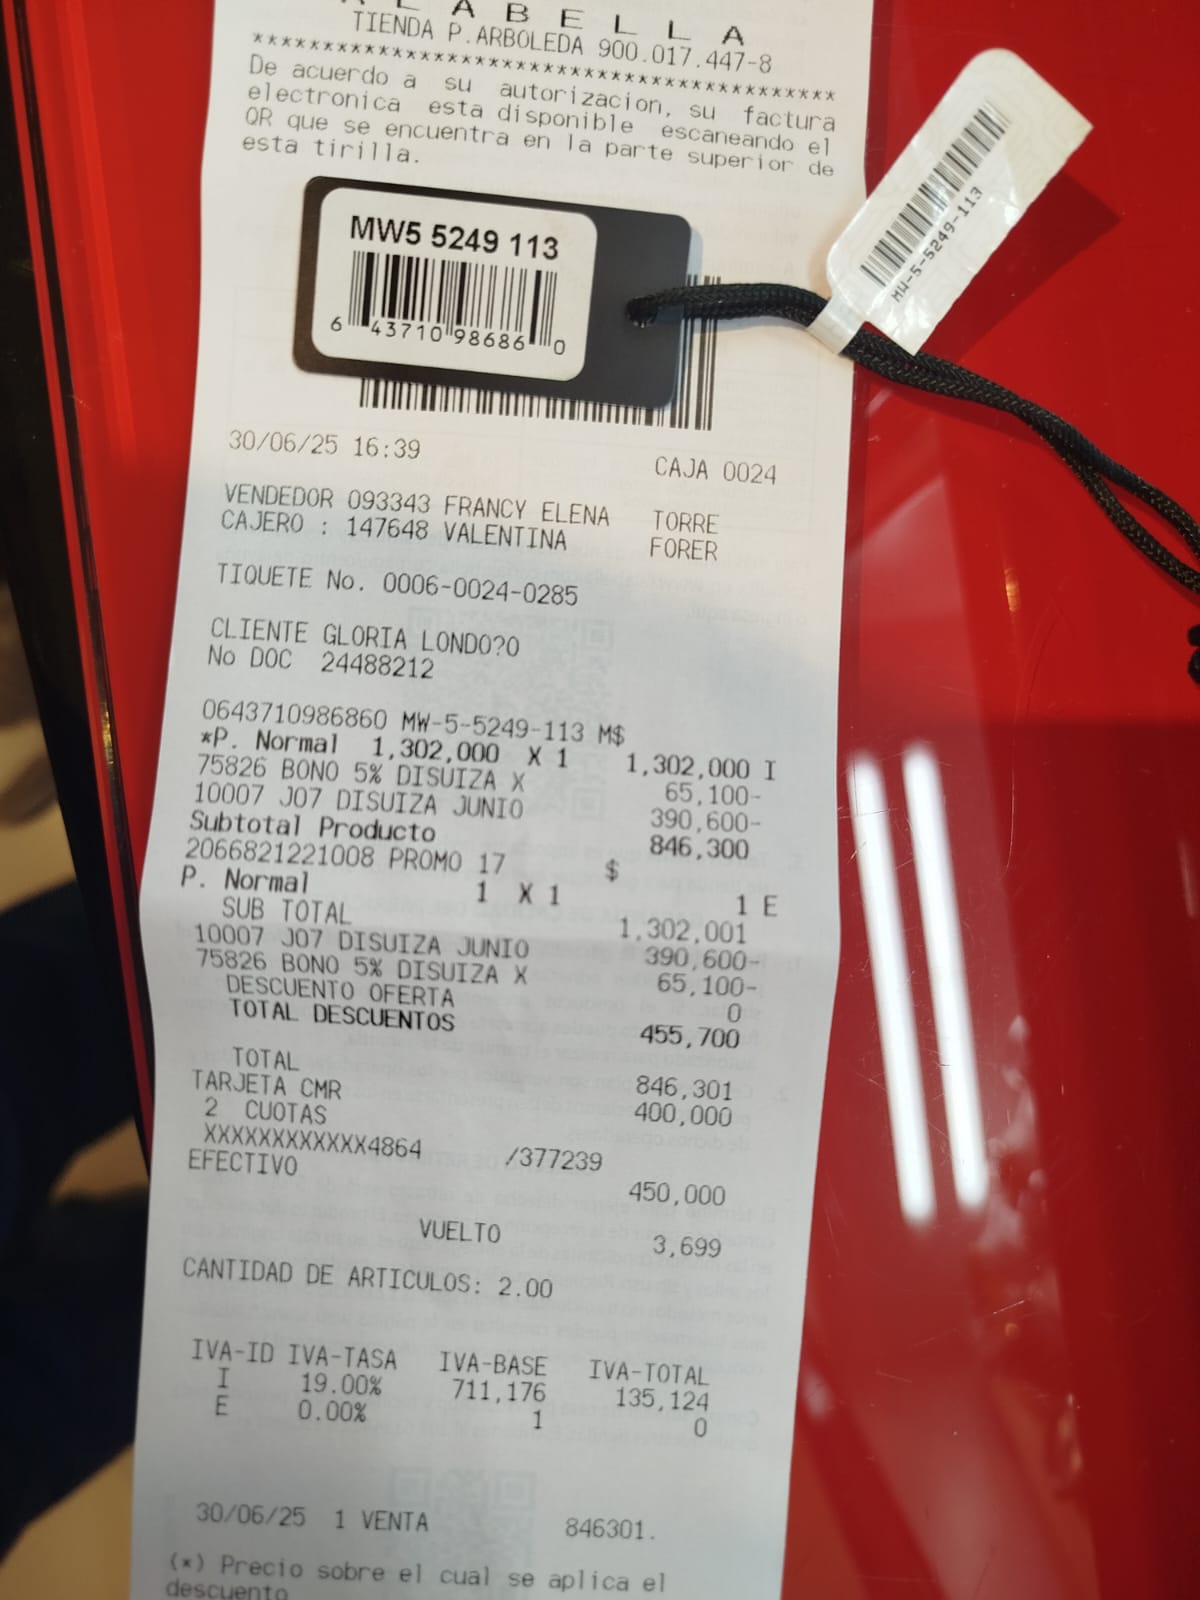 A L A B E L L A
TIENDA P.ARBOLEDA 900.017.447-8
****************************************
De acuerdo a su autorizacion, su factura
electronica esta disponible escaneando el
QR que se encuentra en la parte superior de
esta tirilla.
MW5 5249 113
6 43710 98686 0
MW-5-5249-113
30/06/25 16:39 CAJA 0024
VENDEDOR 093343 FRANCY ELENA TORRE
CAJERO : 147648 VALENTINA FORER
TIQUETE No. 0006-0024-0285
CLIENTE GLORIA LONDO?O
No DOC 24488212
0643710986860 MW-5-5249-113 M$
*P. Normal 1,302,000 X 1 1,302,000 I
75826 BONO 5% DISUIZA X 65,100-
10007 J07 DISUIZA JUNIO 390,600-
Subtotal Producto 846,300
2066821221008 PROMO 17 $
P. Normal 1 X 1 1 E
SUB TOTAL 1,302,001
10007 J07 DISUIZA JUNIO 390,600-
75826 BONO 5% DISUIZA X 65,100-
DESCUENTO OFERTA 0
TOTAL DESCUENTOS 455,700
TOTAL 846,301
TARJETA CMR 400,000
2 CUOTAS
XXXXXXXXXXXX4864 /377239
EFECTIVO 450,000
VUELTO 3,699
CANTIDAD DE ARTICULOS: 2.00
IVA-ID IVA-TASA IVA-BASE IVA-TOTAL
I 19.00% 711,176 135,124
E 0.00% 1 0
30/06/25 1 VENTA 846301.
(*) Precio sobre el cual se aplica el
descuento